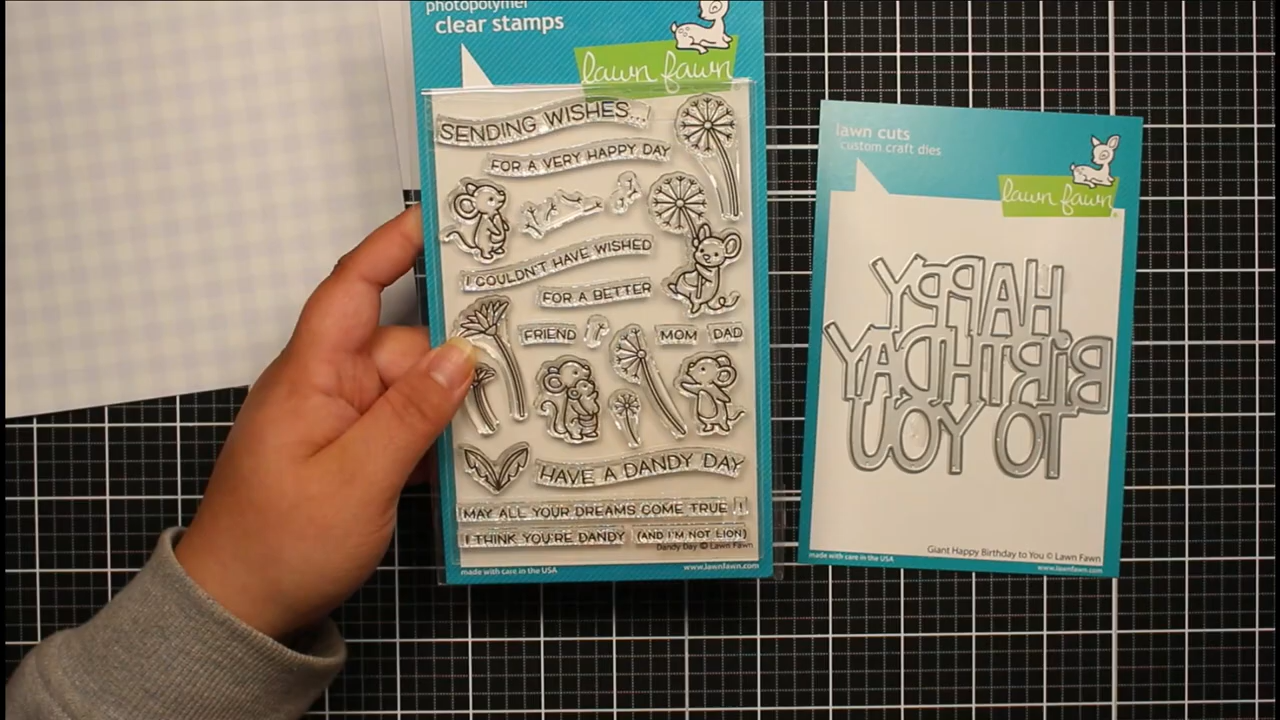 photopolymer
clear stamps
lawn fawn
SENDING WISHES...
FOR A VERY HAPPY DAY
I COULDN'T HAVE WISHED
FOR A BETTER
FRIEND
MOM
DAD
HAVE A DANDY DAY
MAY ALL YOUR DREAMS COME TRUE !
I THINK YOU'RE DANDY (AND I'M NOT LION)
Dandy Day © Lawn Fawn
made with care in the USA
www.lawnfawn.com
lawn cuts
custom craft dies
lawn fawn
HAPPY
BIRTHDAY
TO YOU
Giant Happy Birthday to You © Lawn Fawn
made with care in the USA
www.lawnfawn.com